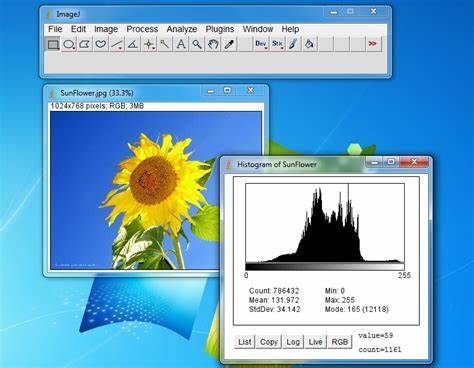 ImageJ
File Edit Image Process Analyze Plugins Window Help
Dev Stk >>
SunFlower.jpg (33.3%)
1024x768 pixels; RGB; 3MB
Histogram of SunFlower
0 255
Count: 786432 Min: 0
Mean: 131.972 Max: 255
StdDev: 34.142 Mode: 165 (12118)
List Copy Log Live RGB
value=59
count=1161